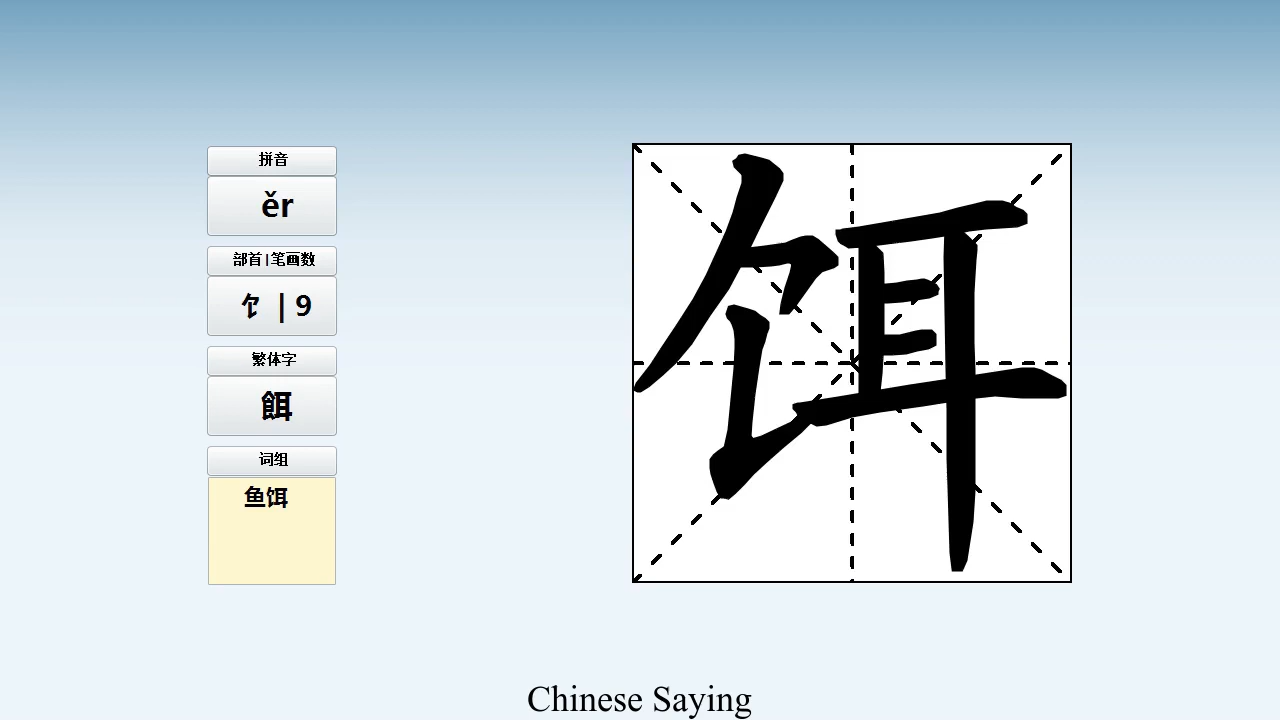 拼音
ěr
部首|笔画数
饣 | 9
繁体字
餌
词组
鱼饵
饵
Chinese Saying